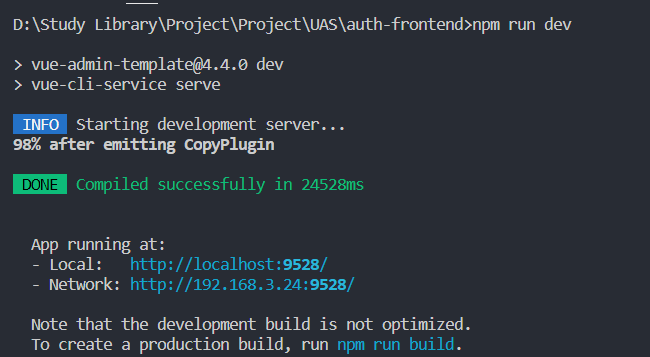 D:\Study Library\Project\Project\UAS\auth-frontend>npm run dev
> vue-admin-template@4.4.0 dev
> vue-cli-service serve
INFO Starting development server...
98% after emitting CopyPlugin
DONE Compiled successfully in 24528ms
App running at:
- Local: http://localhost:9528/
- Network: http://192.168.3.24:9528/
Note that the development build is not optimized.
To create a production build, run npm run build.